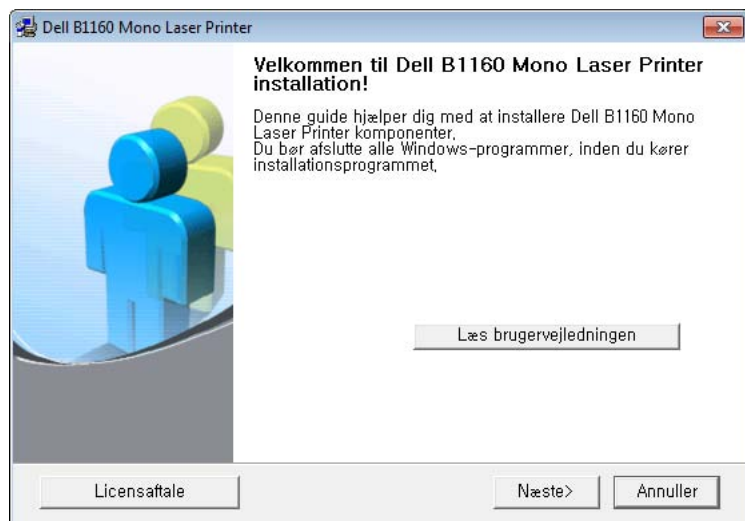 Dell B1160 Mono Laser Printer
Velkommen til Dell B1160 Mono Laser Printer
installation!
Denne guide hjælper dig med at installere Dell B1160 Mono
Laser Printer komponenter.
Du bør afslutte alle Windows-programmer, inden du kører
installationsprogrammet.
Læs brugervejledningen
Licensaftale
Næste>
Annuller